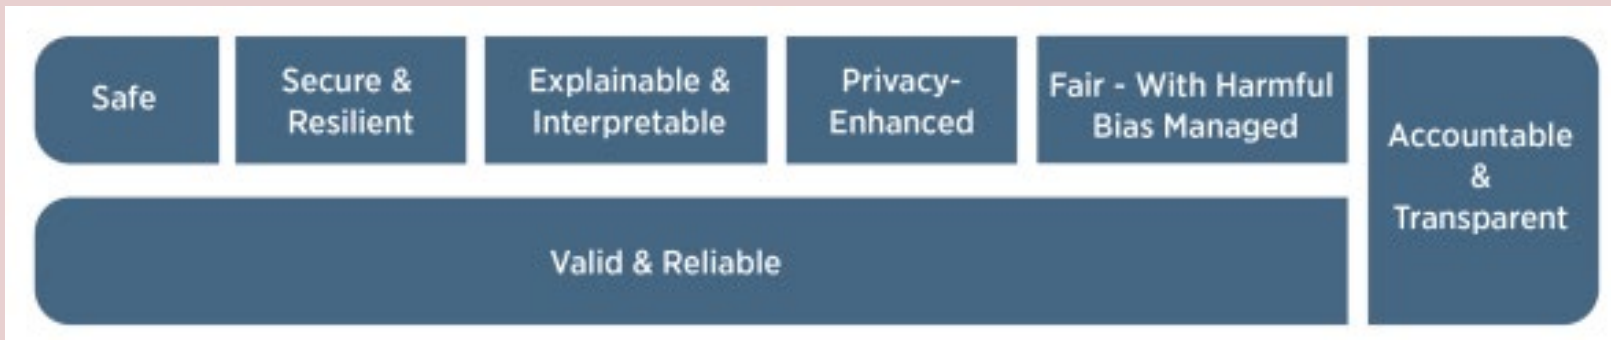 Safe
Secure &
Resilient
Explainable &
Interpretable
Privacy-
Enhanced
Fair - With Harmful
Bias Managed
Accountable
&
Transparent
Valid & Reliable